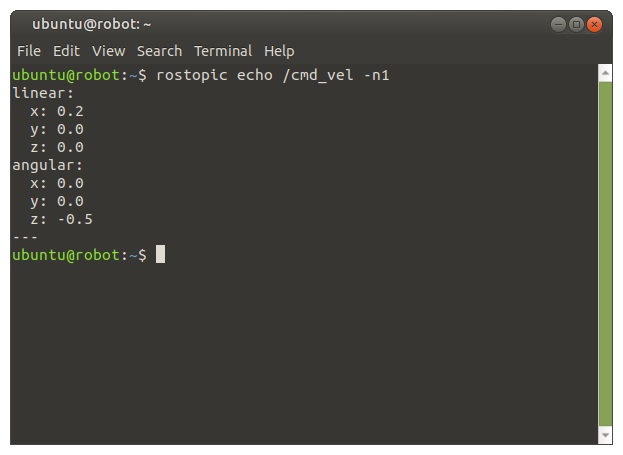 ubuntu@robot: ~
File Edit View Search Terminal Help
ubuntu@robot:~$ rostopic echo /cmd_vel -n1
linear:
  x: 0.2
  y: 0.0
  z: 0.0
angular:
  x: 0.0
  y: 0.0
  z: -0.5
---
ubuntu@robot:~$